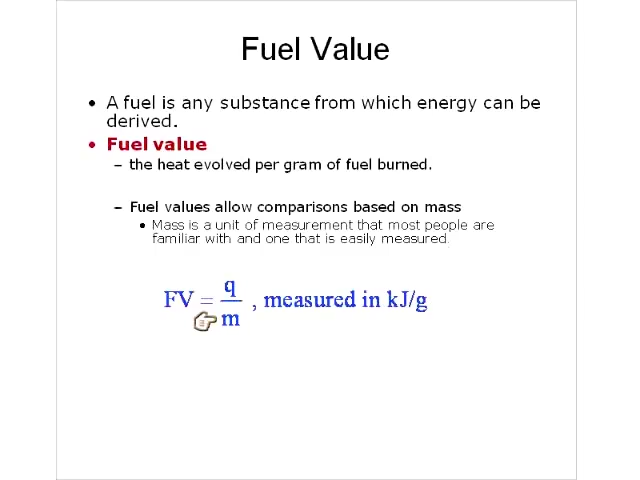 Fuel Value
• A fuel is any substance from which energy can be
derived.
• Fuel value
– the heat evolved per gram of fuel burned.
– Fuel values allow comparisons based on mass
• Mass is a unit of measurement that most people are
familiar with and one that is easily measured.
FV = q/m , measured in kJ/g